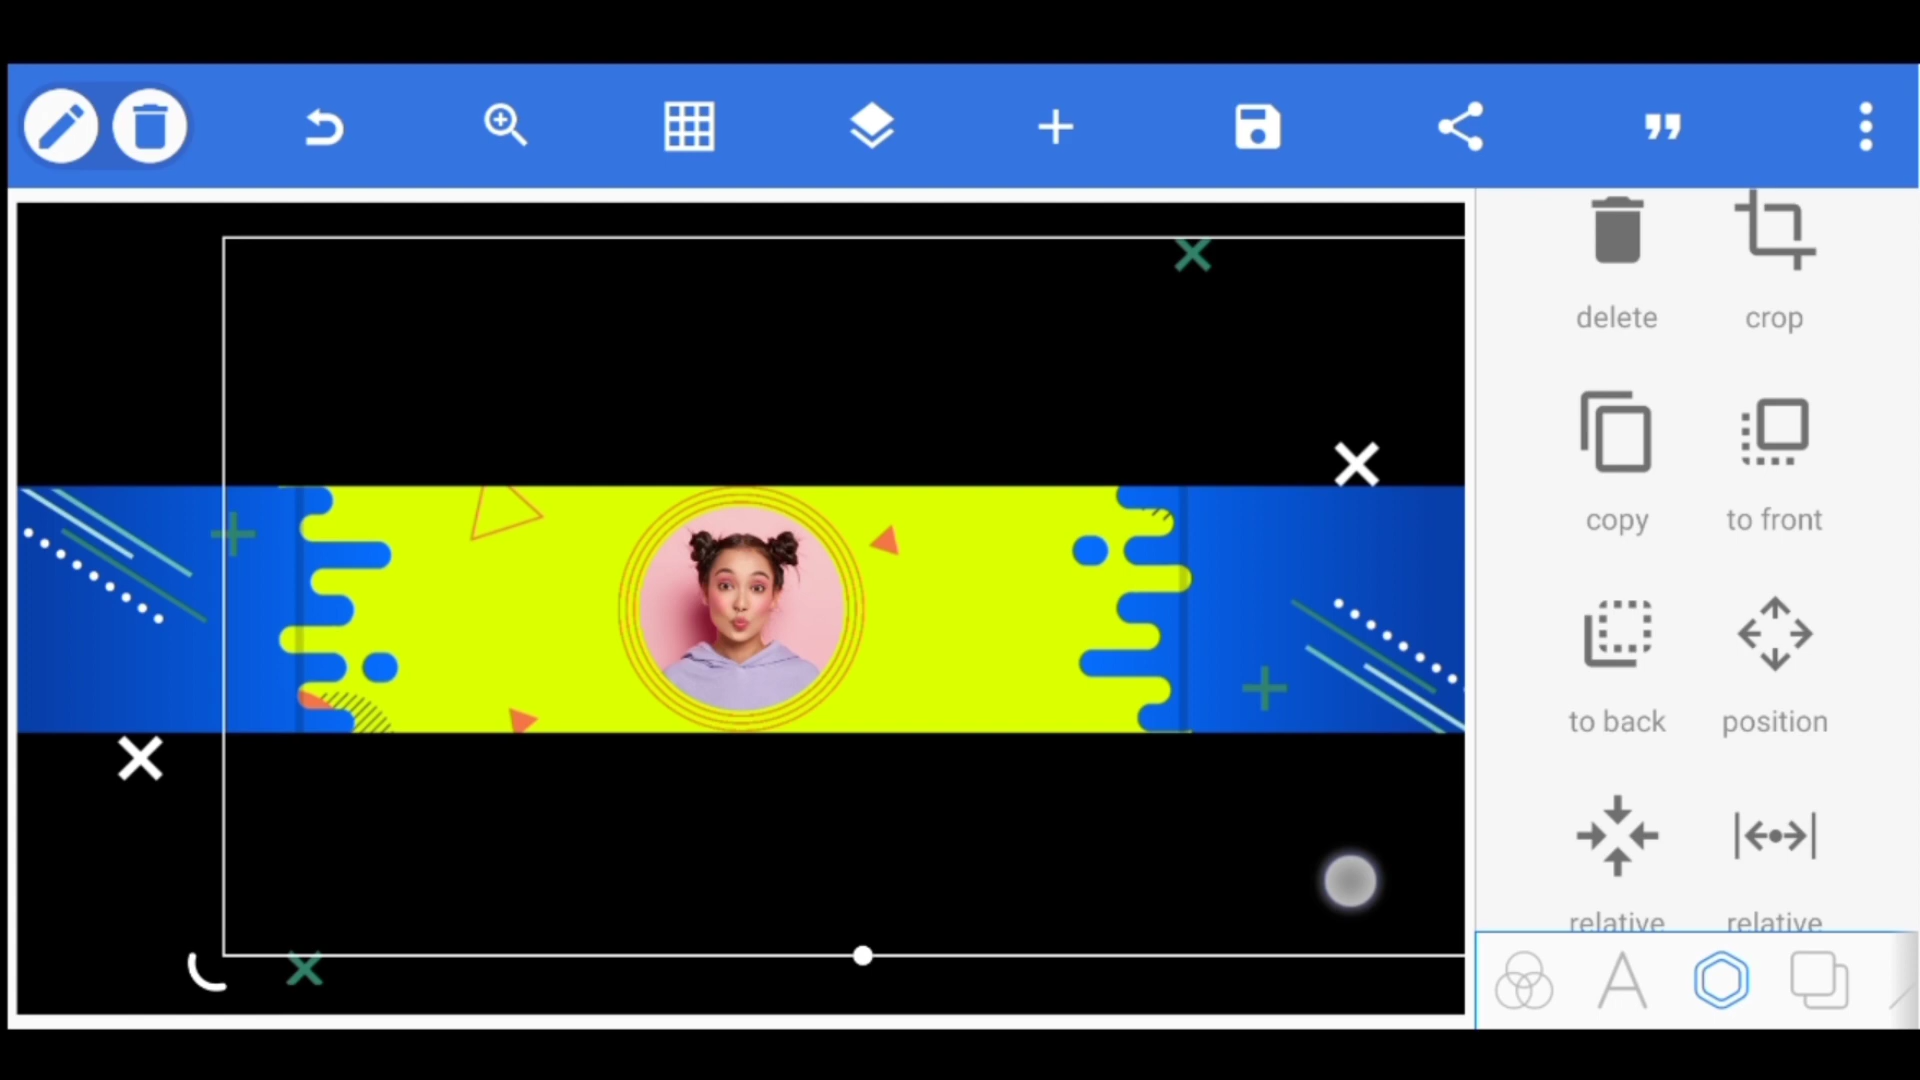 delete
crop
copy
to front
to back
position
relative
relative